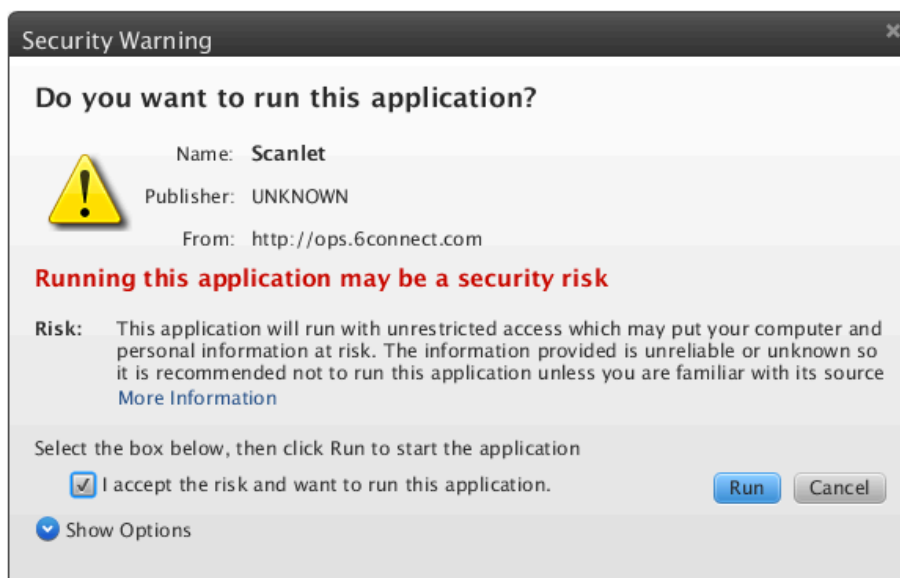 Security Warning
Do you want to run this application?
Name: Scanlet
Publisher: UNKNOWN
From: http://ops.6connect.com
Running this application may be a security risk
Risk: This application will run with unrestricted access which may put your computer and
personal information at risk. The information provided is unreliable or unknown so
it is recommended not to run this application unless you are familiar with its source
More Information
Select the box below, then click Run to start the application
I accept the risk and want to run this application.
Run Cancel
Show Options